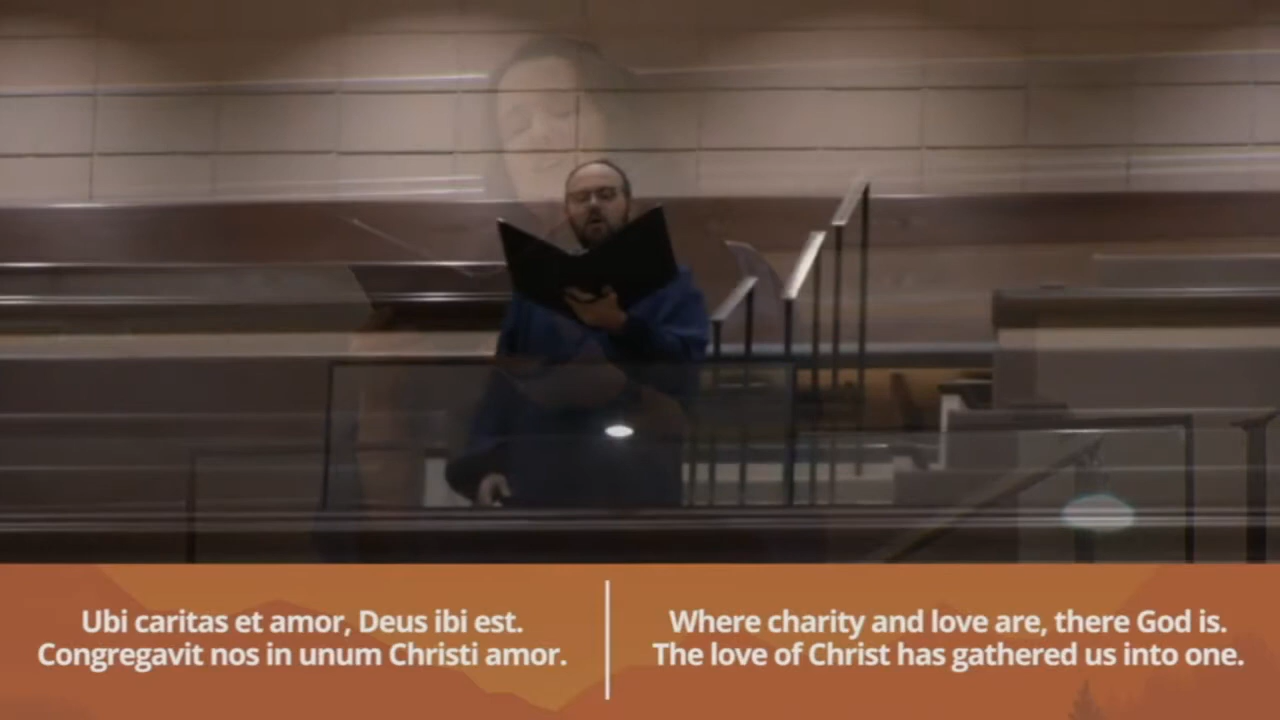 Ubi caritas et amor, Deus ibi est.
Congregavit nos in unum Christi amor.
Where charity and love are, there God is.
The love of Christ has gathered us into one.